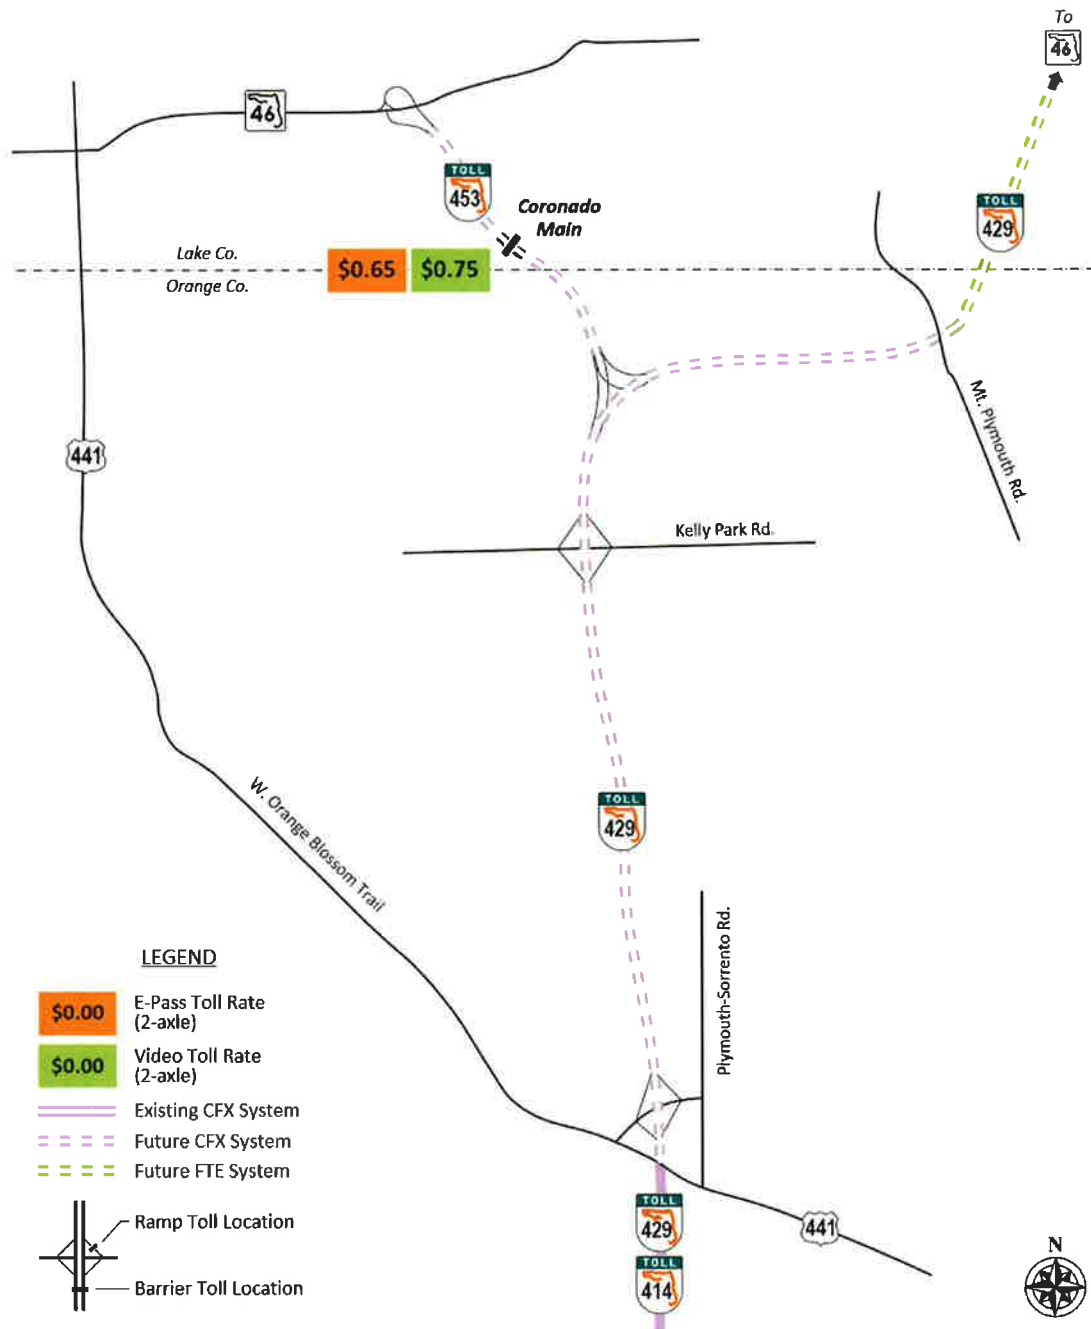 To
46
46
TOLL
453
Coronado
Main
TOLL
429
Lake Co.
Orange Co.
$0.65
$0.75
441
Mt. Plymouth Rd.
Kelly Park Rd.
TOLL
429
W. Orange Blossom Trail
Plymouth-Sorrento Rd.
LEGEND
$0.00
E-Pass Toll Rate
(2-axle)
$0.00
Video Toll Rate
(2-axle)
Existing CFX System
Future CFX System
Future FTE System
Ramp Toll Location
Barrier Toll Location
TOLL
429
TOLL
414
441
N